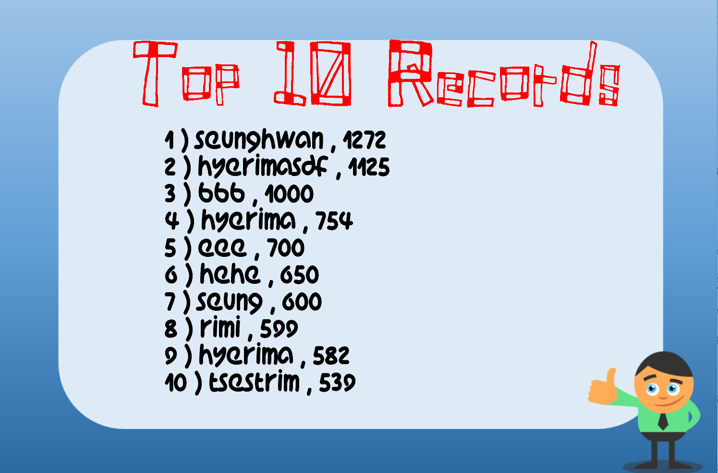 Top 10 Records
1 ) seunghwan , 1272
2 ) hyerimasdf , 1125
3 ) bbb , 1000
4 ) hyerima , 754
5 ) eee , 700
6 ) hehe , 650
7 ) seung , 600
8 ) rimi , 599
9 ) hyerima , 582
10 ) tsestrim , 539